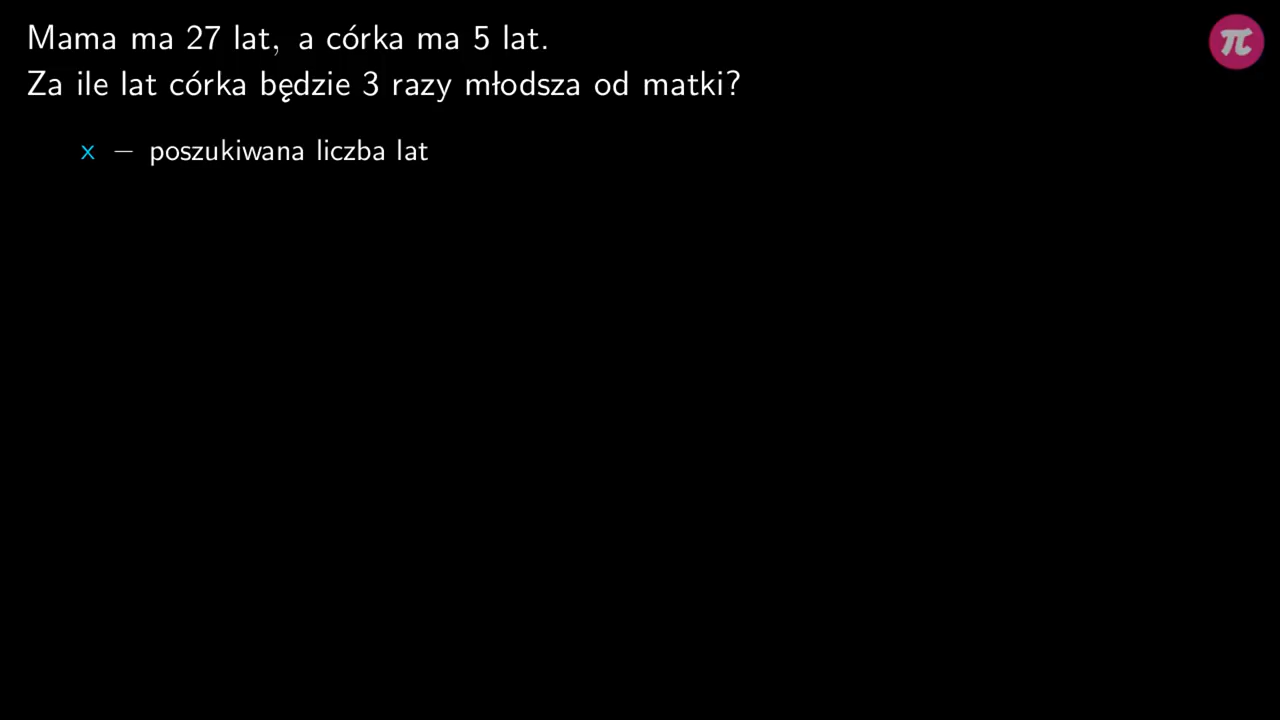 Mama ma 27 lat, a córka ma 5 lat.
Za ile lat córka będzie 3 razy młodsza od matki?
x – poszukiwana liczba lat
π